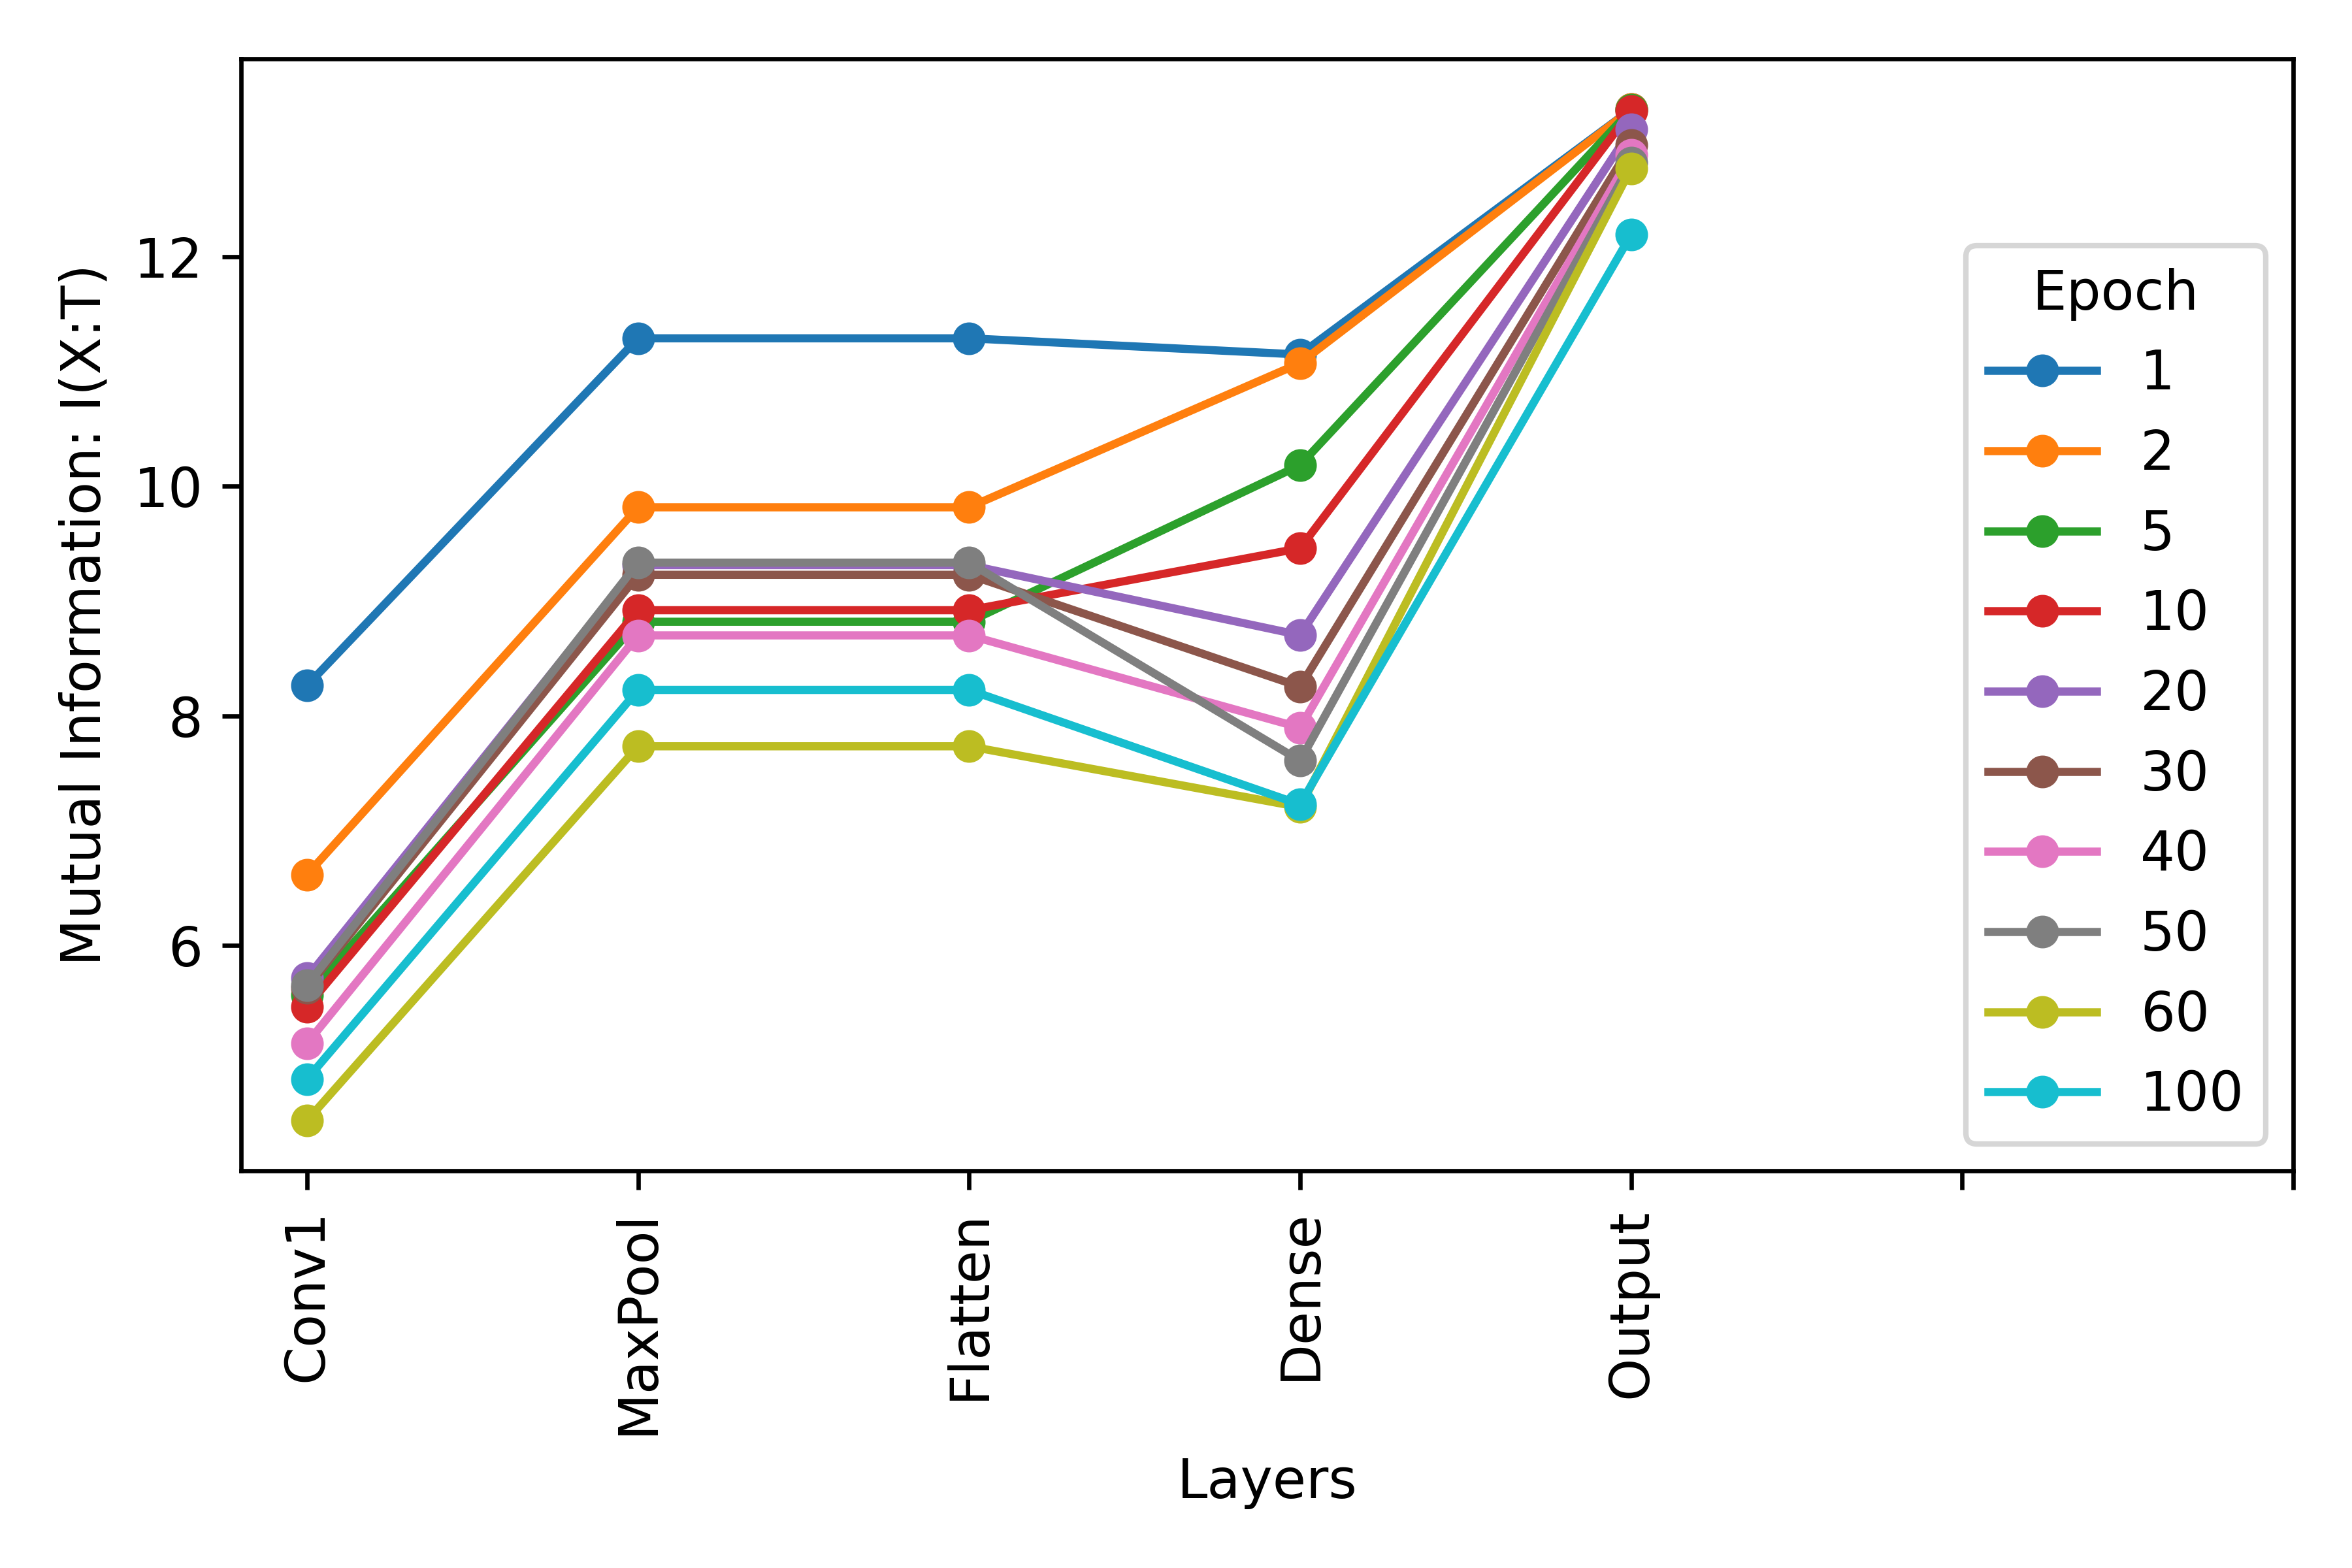 Mutual Information: I(X:T)
12
10
8
6
Epoch
1
2
5
10
20
30
40
50
60
100
Conv1
MaxPool
Flatten
Dense
Output
Layers